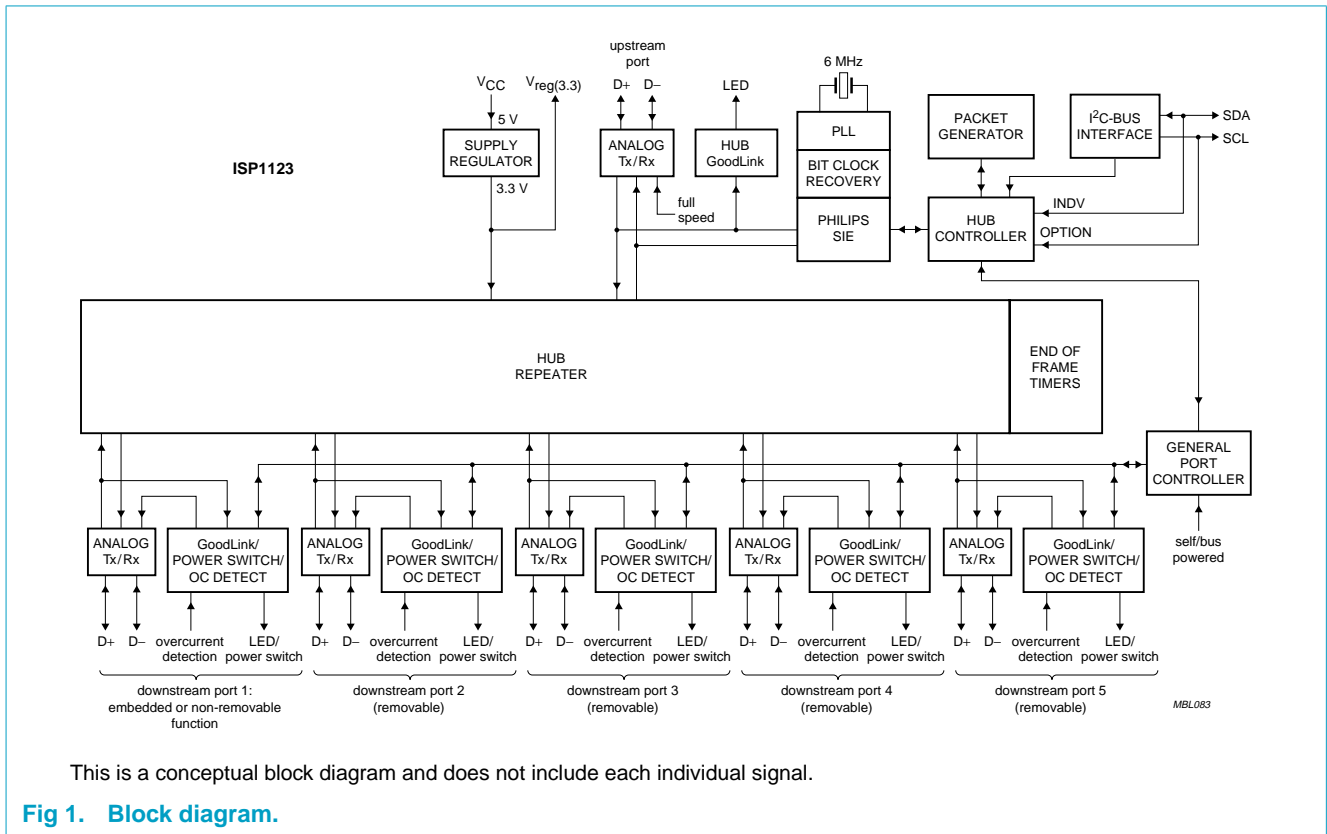 upstream
port
6 MHz
VCC
Vreg(3.3)
D+
D−
LED
5 V
SUPPLY
REGULATOR
3.3 V
ANALOG
Tx/Rx
HUB
GoodLink
PLL
BIT CLOCK
RECOVERY
PHILIPS
SIE
PACKET
GENERATOR
I²C-BUS
INTERFACE
SDA
SCL
ISP1123
full
speed
INDV
HUB
CONTROLLER
OPTION
HUB
REPEATER
END OF
FRAME
TIMERS
GENERAL
PORT
CONTROLLER
self/bus
powered
ANALOG
Tx/Rx
GoodLink/
POWER SWITCH/
OC DETECT
ANALOG
Tx/Rx
GoodLink/
POWER SWITCH/
OC DETECT
ANALOG
Tx/Rx
GoodLink/
POWER SWITCH/
OC DETECT
ANALOG
Tx/Rx
GoodLink/
POWER SWITCH/
OC DETECT
ANALOG
Tx/Rx
GoodLink/
POWER SWITCH/
OC DETECT
D+
D−
overcurrent
detection
LED/
power switch
D+
D−
overcurrent
detection
LED/
power switch
D+
D−
overcurrent
detection
LED/
power switch
D+
D−
overcurrent
detection
LED/
power switch
D+
D−
overcurrent
detection
LED/
power switch
downstream port 1:
embedded or non-removable
function
downstream port 2
(removable)
downstream port 3
(removable)
downstream port 4
(removable)
downstream port 5
(removable)
MBL083
This is a conceptual block diagram and does not include each individual signal.
Fig 1. Block diagram.